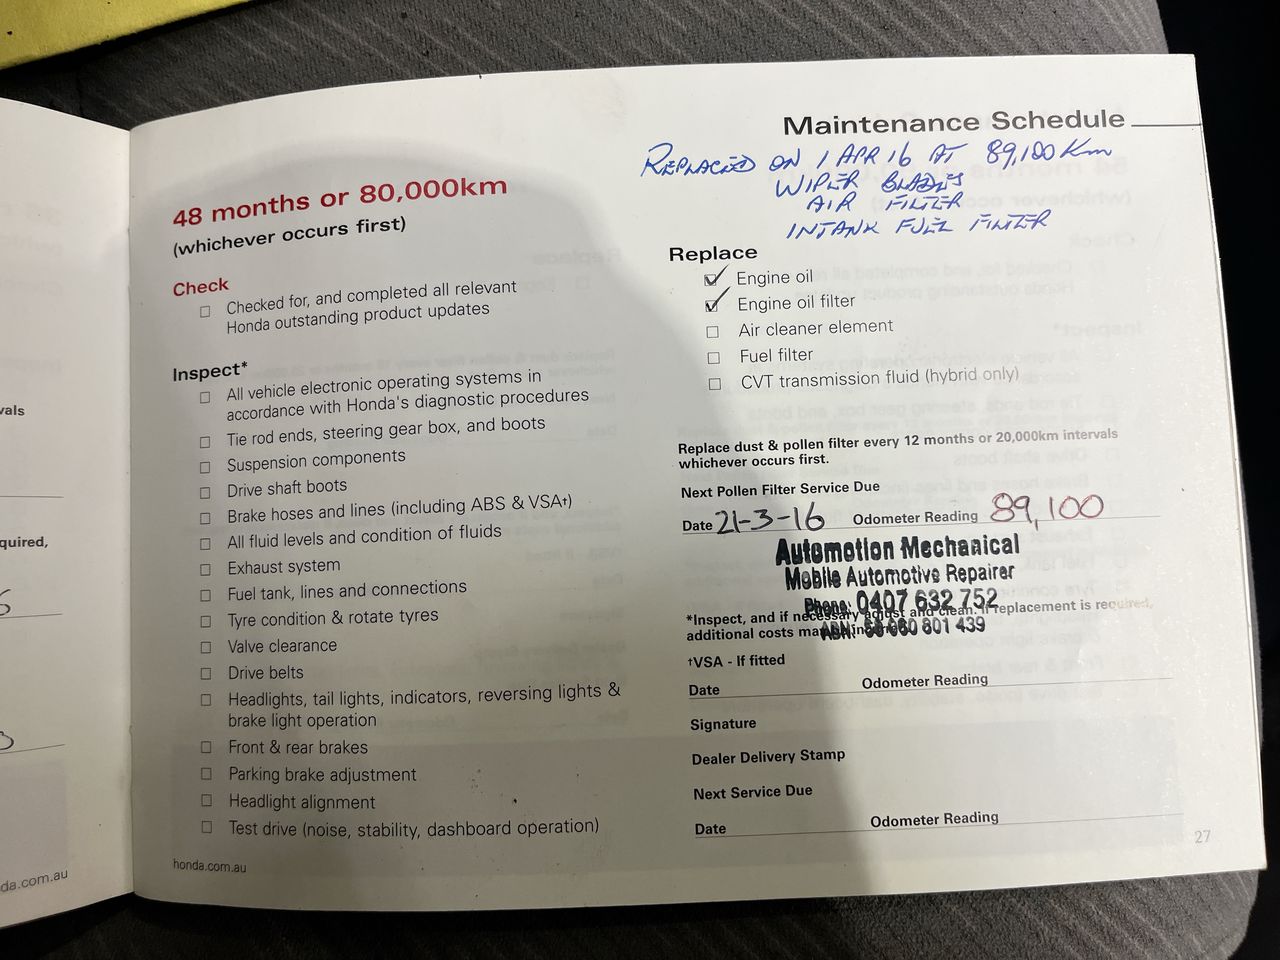 Maintenance Schedule
REPLACED ON 1 APR 16 AT 89,100 Km
WIPER BLADES
AIR FILTER
INTANK FUEL FILTER
48 months or 80,000km
(whichever occurs first)
Check
Checked for, and completed all relevant
Honda outstanding product updates
Inspect*
All vehicle electronic operating systems in
accordance with Honda's diagnostic procedures
Tie rod ends, steering gear box, and boots
Suspension components
Drive shaft boots
Brake hoses and lines (including ABS & VSA†)
All fluid levels and condition of fluids
Exhaust system
Fuel tank, lines and connections
Tyre condition & rotate tyres
Valve clearance
Drive belts
Headlights, tail lights, indicators, reversing lights &
brake light operation
Front & rear brakes
Parking brake adjustment
Headlight alignment
Test drive (noise, stability, dashboard operation)
honda.com.au
Replace
Engine oil
Engine oil filter
Air cleaner element
Fuel filter
CVT transmission fluid (hybrid only)
Replace dust & pollen filter every 12 months or 20,000km intervals
whichever occurs first.
Next Pollen Filter Service Due
Date 21-3-16 Odometer Reading 89,100
Automotion Mechanical
Mobile Automotive Repairer
Phone: 0407 632 752
*Inspect, and if necessary adjust and clean. If replacement is required,
additional costs
ABN: 801 439
†VSA - If fitted
Date Odometer Reading
Signature
Dealer Delivery Stamp
Next Service Due
Date Odometer Reading
27
vals
quired,
da.com.au